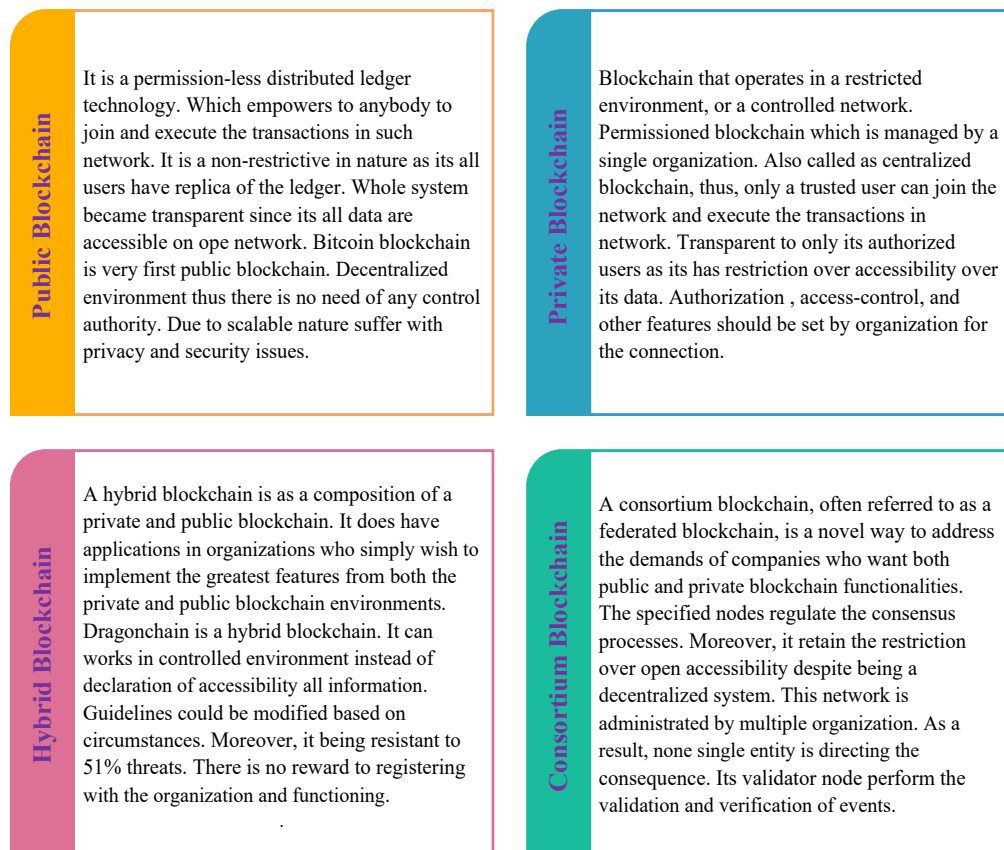 Public Blockchain
It is a permission-less distributed ledger
technology. Which empowers to anybody to
join and execute the transactions in such
network. It is a non-restrictive in nature as its all
users have replica of the ledger. Whole system
became transparent since its all data are
accessible on ope network. Bitcoin blockchain
is very first public blockchain. Decentralized
environment thus there is no need of any control
authority. Due to scalable nature suffer with
privacy and security issues.
Private Blockchain
Blockchain that operates in a restricted
environment, or a controlled network.
Permissioned blockchain which is managed by a
single organization. Also called as centralized
blockchain, thus, only a trusted user can join the
network and execute the transactions in
network. Transparent to only its authorized
users as its has restriction over accessibility over
its data. Authorization , access-control, and
other features should be set by organization for
the connection.
Hybrid Blockchain
A hybrid blockchain is as a composition of a
private and public blockchain. It does have
applications in organizations who simply wish to
implement the greatest features from both the
private and public blockchain environments.
Dragonchain is a hybrid blockchain. It can
works in controlled environment instead of
declaration of accessibility all information.
Guidelines could be modified based on
circumstances. Moreover, it being resistant to
51% threats. There is no reward to registering
with the organization and functioning.
.
Consortium Blockchain
A consortium blockchain, often referred to as a
federated blockchain, is a novel way to address
the demands of companies who want both
public and private blockchain functionalities.
The specified nodes regulate the consensus
processes. Moreover, it retain the restriction
over open accessibility despite being a
decentralized system. This network is
administrated by multiple organization. As a
result, none single entity is directing the
consequence. Its validator node perform the
validation and verification of events.